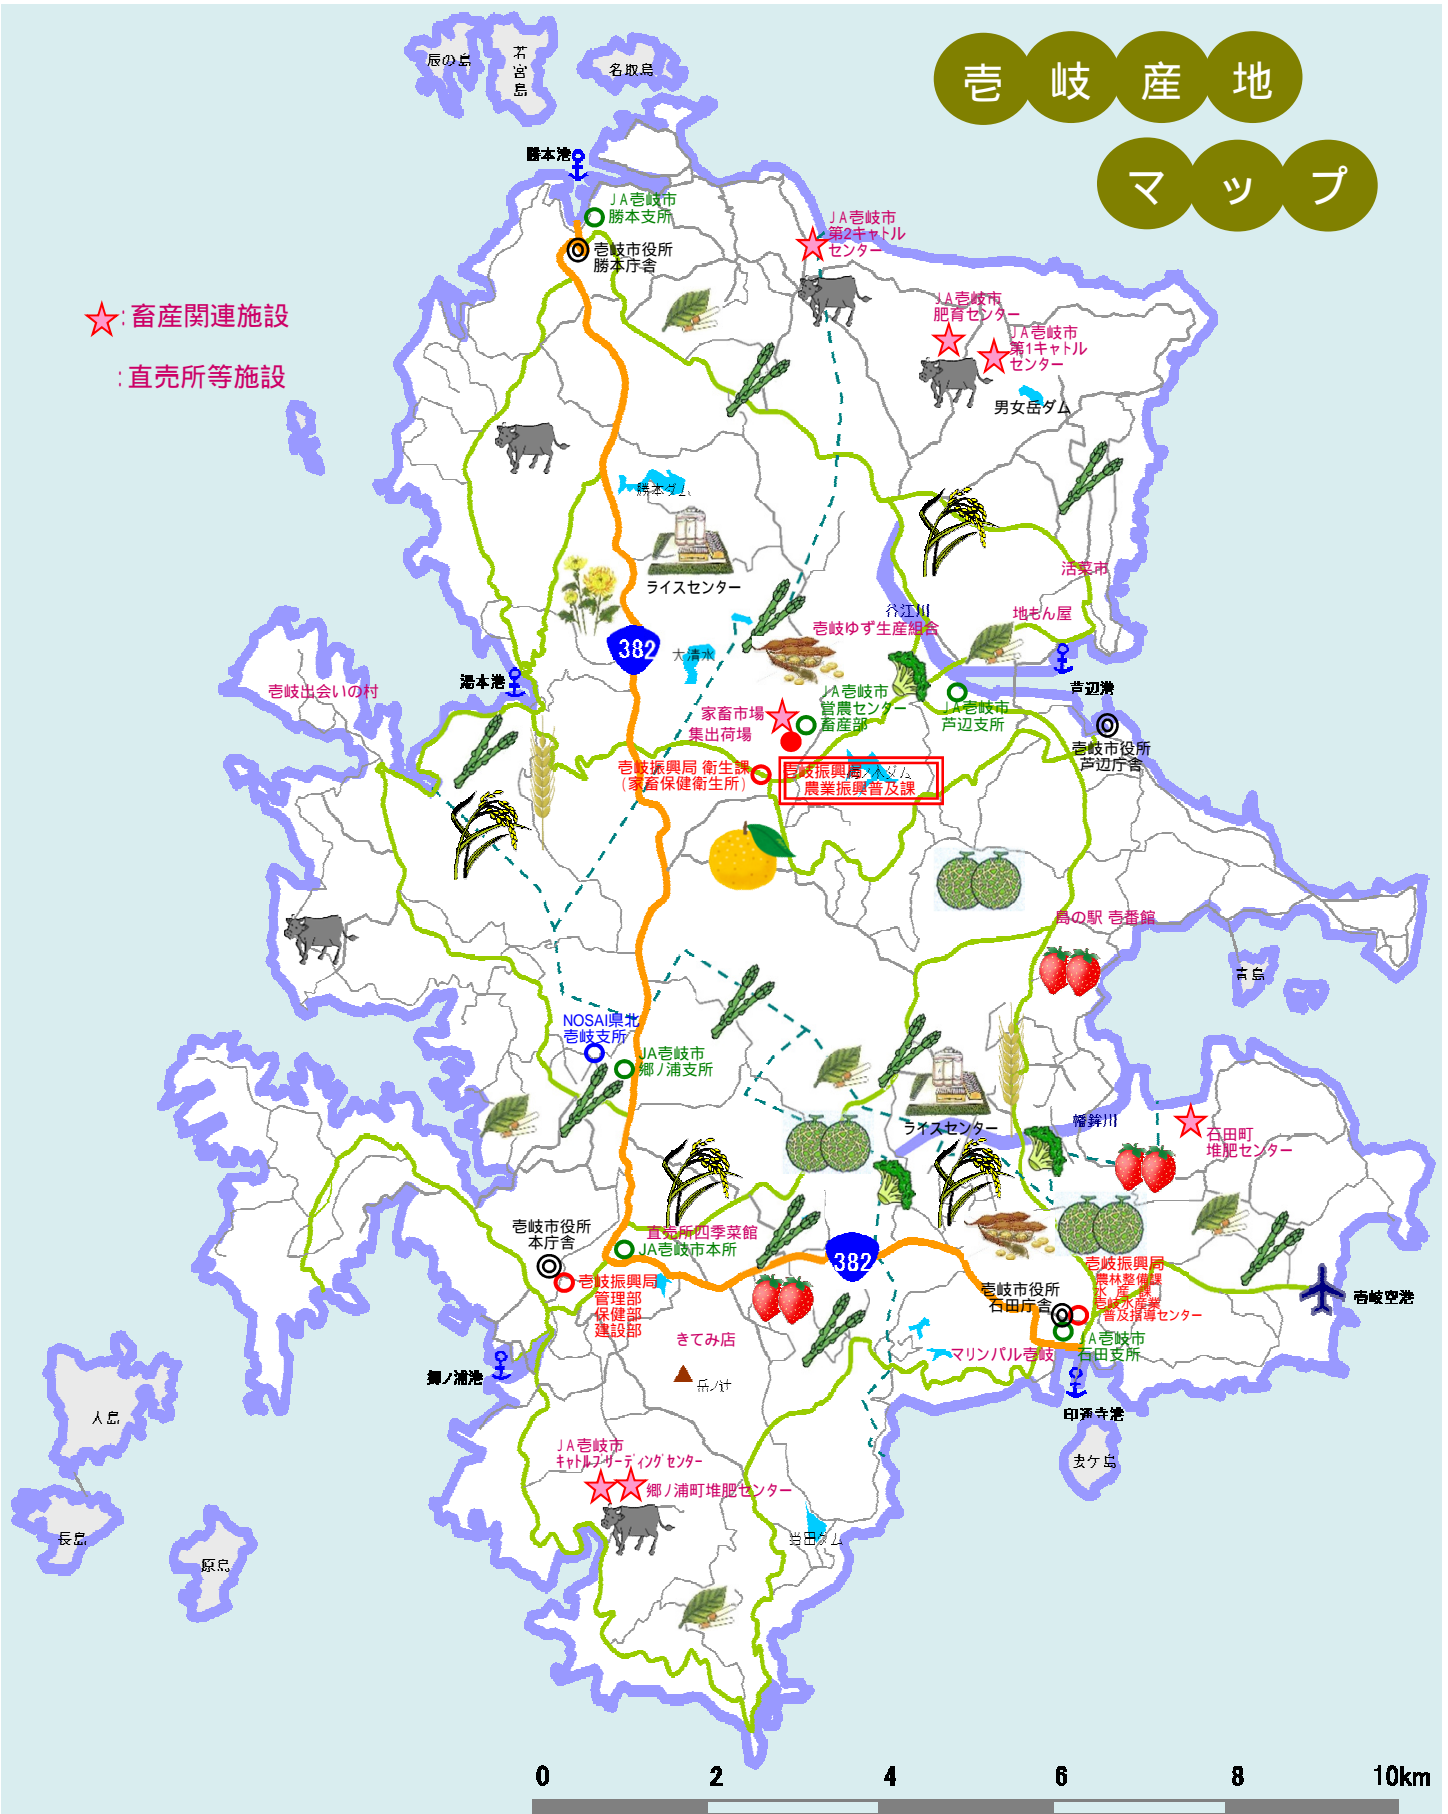 壱岐産地
マップ
辰の島
若宮島
名取島
勝本港
JA壱岐市
勝本支所
壱岐市役所
勝本庁舎
JA壱岐市
第2キャトル
センター
JA壱岐市
肥育センター
JA壱岐市
第1キャトル
センター
男女岳ダム
:畜産関連施設
:直売所等施設
勝本ダム
ライスセンター
活菜市
谷江川
地もん屋
壱岐ゆず生産組合
382
大清水
湯本港
壱岐出会いの村
芦辺港
JA壱岐市
営農センター
畜産部
家畜市場
集出荷場
JA壱岐市
芦辺支所
壱岐市役所
芦辺庁舎
壱岐振興局 衛生課
(家畜保健衛生所)
壱岐振興局
農業振興普及課
島の駅 壱番館
青島
NOSAI県北
壱岐支所
JA壱岐市
郷ノ浦支所
ライスセンター
幡鉾川
石田町
堆肥センター
壱岐市役所
本庁舎
直売所四季菜館
JA壱岐市本所
382
壱岐振興局
管理部
保健部
建設部
壱岐振興局
農林整備課
水産課
壱岐水産業
普及指導センター
壱岐市役所
石田庁舎
壱岐空港
JA壱岐市
石田支所
きてみ店
マリンパル壱岐
郷ノ浦港
岳ノ辻
印通寺港
大島
妻ケ島
JA壱岐市
キャトルブリーディングセンター
郷ノ浦町堆肥センター
長島
原島
当田ダム
0 2 4 6 8 10km